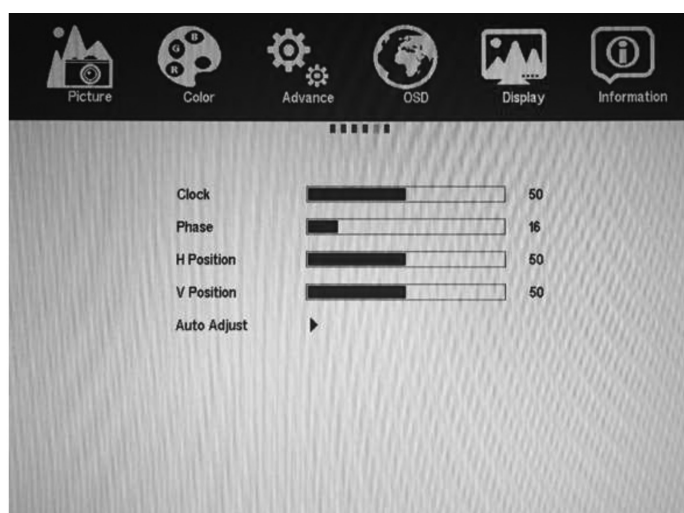 Picture Color Advance OSD Display Information
B
G
R
Clock 50
Phase 16
H Position 50
V Position 50
Auto Adjust